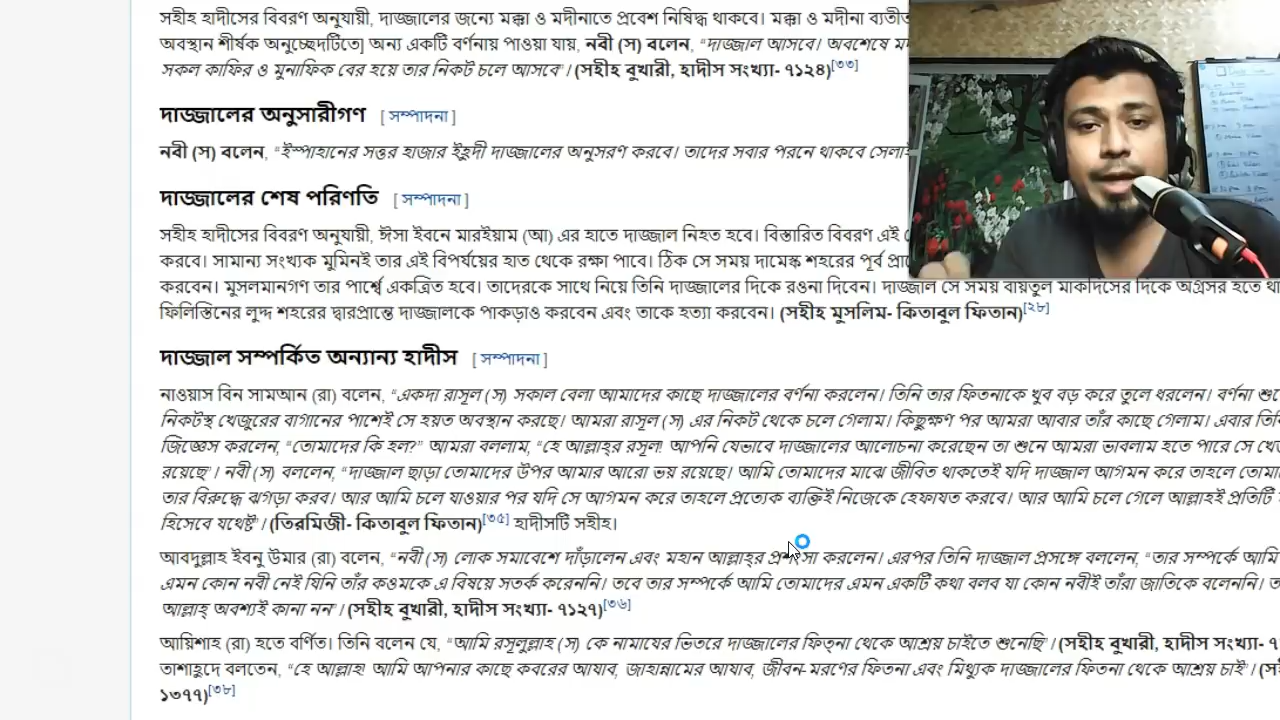 সহীহ হাদীসের বিবরণ অনুযায়ী, দাজ্জালের জন্যে মক্কা ও মদীনাতে প্রবেশ নিষিদ্ধ থাকবে। মক্কা ও মদীনা ব্যতীত
অবস্থান শীর্ষক অনুচ্ছেদটিতে] অন্য একটি বর্ণনায় পাওয়া যায়, নবী (স) বলেন, “দাজ্জাল আসবে। অবশেষে
সকল কাফির ও মুনাফিক বের হয়ে তার নিকট চলে আসবে”। (সহীহ বুখারী, হাদীস সংখ্যা- ৭১২৪)[৩৩]
দাজ্জালের অনুসারীগণ [ সম্পাদনা ]
নবী (স) বলেন, “ইস্পাহানের সত্তর হাজার ইহূদী দাজ্জালের অনুসরণ করবে। তাদের সবার পরনে থাকবে
দাজ্জালের শেষ পরিণতি [ সম্পাদনা ]
সহীহ হাদীসের বিবরণ অনুযায়ী, ঈসা ইবনে মারইয়াম (আ) এর হাতে দাজ্জাল নিহত হবে। বিস্তারিত বিবরণ এই
করবে। সামান্য সংখ্যক মুমিনই তার এই বিপর্যয়ের হাত থেকে রক্ষা পাবে। ঠিক সে সময় দামেস্ক শহরের পূর্ব
করবেন। মুসলমানগণ তার পার্শ্বে একত্রিত হবে। তাদেরকে সাথে নিয়ে তিনি দাজ্জালের দিকে রওনা দিবেন। দাজ্জাল সে সময় বায়তুল মাকদিসের দিকে অগ্রসর হতে
ফিলিস্তিনের লুদ্দ শহরের দ্বারপ্রান্তে দাজ্জালকে পাকড়াও করবেন এবং তাকে হত্যা করবেন। (সহীহ মুসলিম- কিতাবুল ফিতান)[২৮]
দাজ্জাল সম্পর্কিত অন্যান্য হাদীস [ সম্পাদনা ]
নাওয়াস বিন সামআন (রা) বলেন, “একদা রাসূল (স) সকাল বেলা আমাদের কাছে দাজ্জালের বর্ণনা করলেন। তিনি তার ফিতনাকে খুব বড় করে তুলে ধরলেন। বর্ণনা
নিকটস্থ খেজুরের বাগানের পাশেই সে হয়ত অবস্থান করছে। আমরা রাসূল (স) এর নিকট থেকে চলে গেলাম। কিছুক্ষণ পর আমরা আবার তাঁর কাছে গেলাম। এবার
জিজ্ঞেস করলেন, “তোমাদের কি হল?” আমরা বললাম, “হে আল্লাহ্‌র রসূল! আপনি যেভাবে দাজ্জালের আলোচনা করেছেন তা শুনে আমরা ভাবলাম হতে পারে সে
রয়েছে”। নবী (স) বললেন, “দাজ্জাল ছাড়া তোমাদের উপর আমার আরো ভয় রয়েছে। আমি তোমাদের মাঝে জীবিত থাকতেই যদি দাজ্জাল আগমন করে তাহলে
তার বিরুদ্ধে ঝগড়া করব। আর আমি চলে যাওয়ার পর যদি সে আগমন করে তাহলে প্রত্যেক ব্যক্তিই নিজেকে হেফাযত করবে। আর আমি চলে গেলে আল্লাহই প্রতিটি
হিসেবে যথেষ্ট”। (তিরমিজী- কিতাবুল ফিতান)[৩৫] হাদীসটি সহীহ।
আবদুল্লাহ ইবনু উমার (রা) বলেন, “নবী (স) লোক সমাবেশে দাঁড়ালেন এবং মহান আল্লাহ্‌র প্রশংসা করলেন। এরপর তিনি দাজ্জাল প্রসঙ্গে বললেন, “তার সম্পর্কে আমি
এমন কোন নবী নেই যিনি তাঁর কওমকে এ বিষয়ে সতর্ক করেননি। তবে তার সম্পর্কে আমি তোমাদের এমন একটি কথা বলব যা কোন নবীই তাঁরা জাতিকে বলেননি।
আল্লাহ্ অবশ্যই কানা নন”। (সহীহ বুখারী, হাদীস সংখ্যা- ৭১২৭)[৩৬]
আয়িশাহ (রা) হতে বর্ণিত। তিনি বলেন যে, “আমি রসূলুল্লাহ (স) কে নামাযের ভিতরে দাজ্জালের ফিত্‌না থেকে আশ্রয় চাইতে শুনেছি”। (সহীহ বুখারী, হাদীস সংখ্যা-
তাশাহুদে বলতেন, “হে আল্লাহ! আমি আপনার কাছে কবরের আযাব, জাহান্নামের আযাব, জীবন-মরণের ফিতনা এবং মিথ্যুক দাজ্জালের ফিতনা থেকে আশ্রয় চাই”।
১৩৭৭)[৩৮]